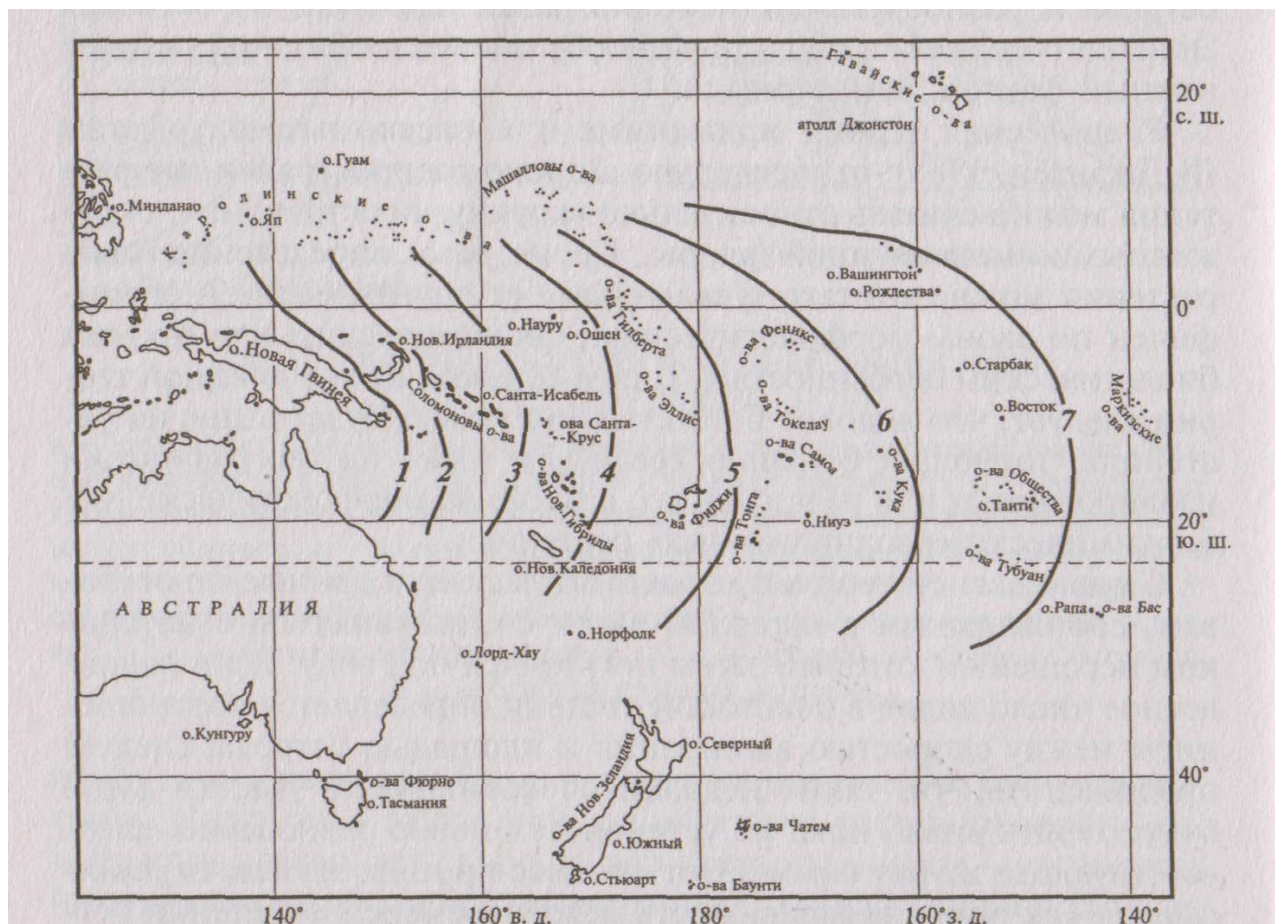 Гавайские о-ва
20°
С. Ш.
атолл Джонстон
о.Гуам
Машалловы о-ва
о.Минданао
о.Яп
о.Вашингтон
о.Рождества
0°
о.Науру
о.Ошен
о-ва Гилберта
о-ва Феникс
о.Нов.Ирландия
о.Новая Гвинея
о.Старбак
Соломоновы о-ва
о.Санта-Исабель
о-ва Эллис
о-ва Токелау
о.Восток
Маркизские
о-ва
ова Санта-
Крус
о-ва Самоа
1 2 3 4 5 6 7
о-ва Новые Гибриды
о-ва Фиджи
о-ва Тонга
о-ва Кука
о-ва Общества
о.Таити
о.Ниуэ
20°
Ю. Ш.
о.Нов.Каледония
о-ва Тубуаи
АВСТРАЛИЯ
о.Рапа
о-ва Бас
о.Норфолк
о.Лорд-Хау
о.Кунгуру
о.Северный
о-ва Нов.Зеландия
о-ва Фюрно
о.Тасмания
40°
о-ва Чатем
о.Южный
о.Стьюарт
о-ва Баунти
140° 160° в. д. 180° 160° з. д. 140°